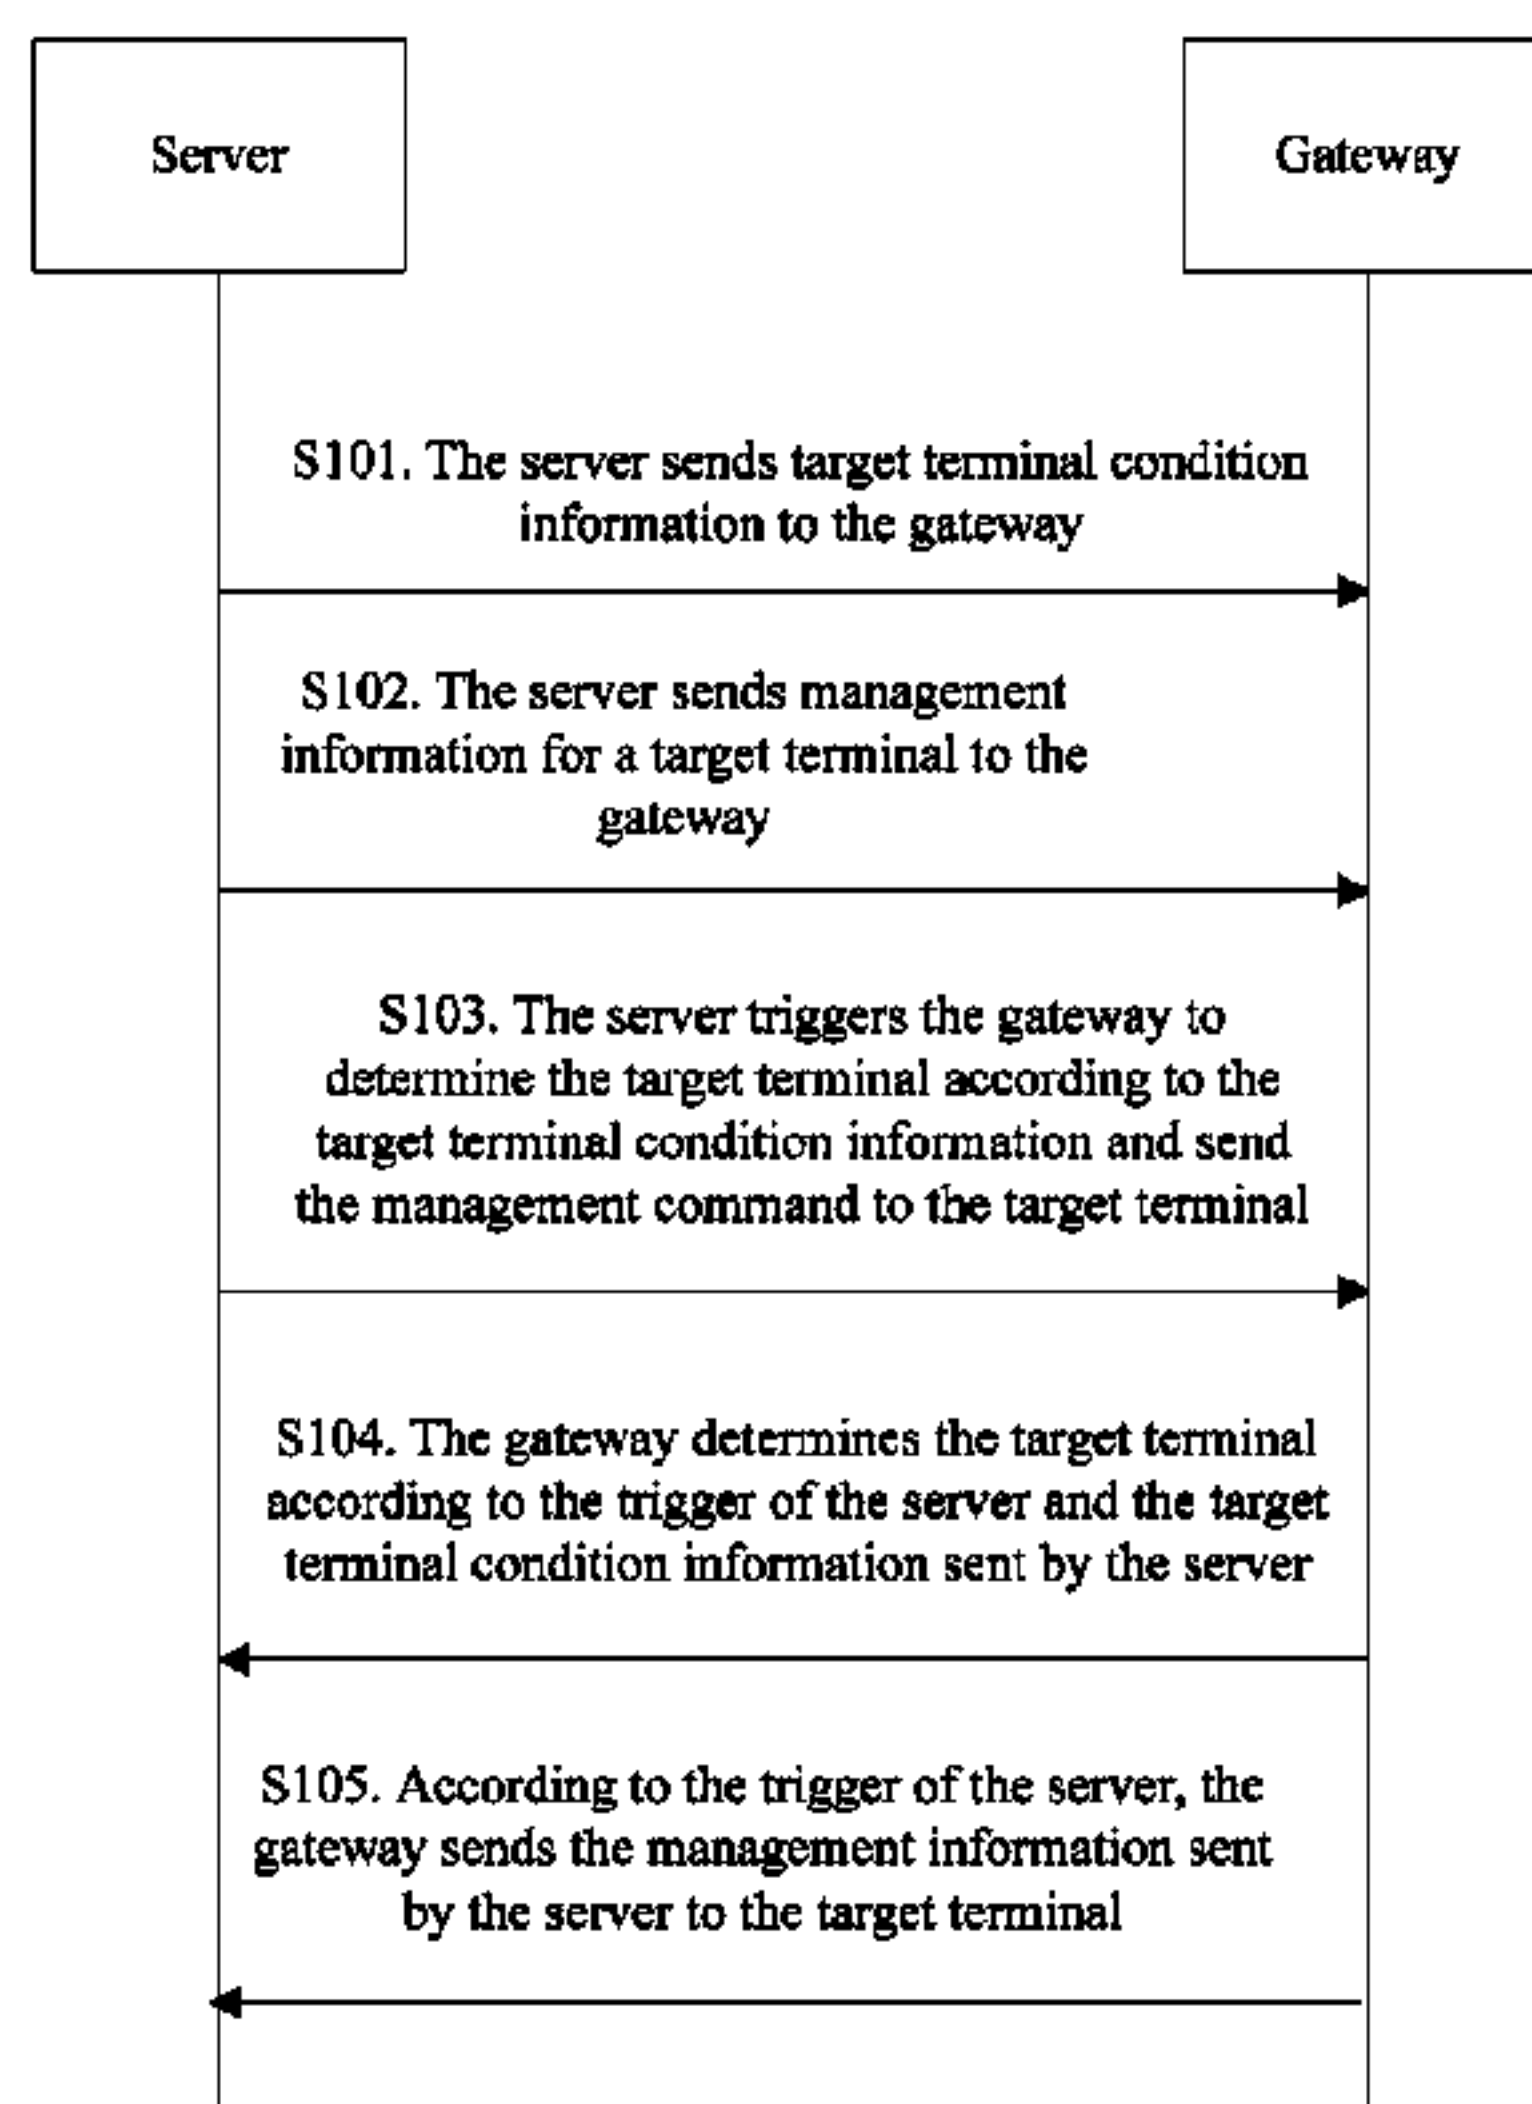 Server
Gateway
S101. The server sends target terminal condition
information to the gateway
S102. The server sends management
information for a target terminal to the
gateway
S103. The server triggers the gateway to
determine the target terminal according to the
target terminal condition information and send
the management command to the target terminal
S104. The gateway determines the target terminal
according to the trigger of the server and the target
terminal condition information sent by the server
S105. According to the trigger of the server, the
gateway sends the management information sent
by the server to the target terminal